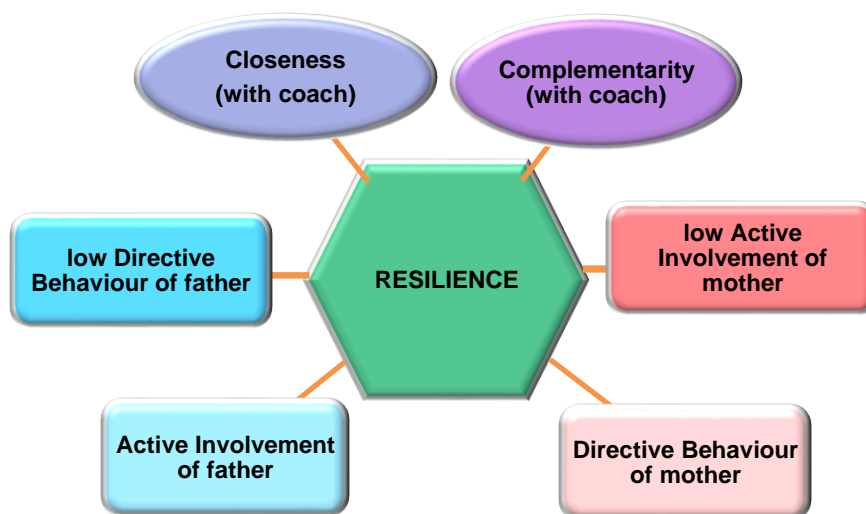 Closeness
(with coach)
Complementarity
(with coach)
low Directive
Behaviour of father
RESILIENCE
low Active
Involvement of
mother
Active Involvement
of father
Directive Behaviour
of mother